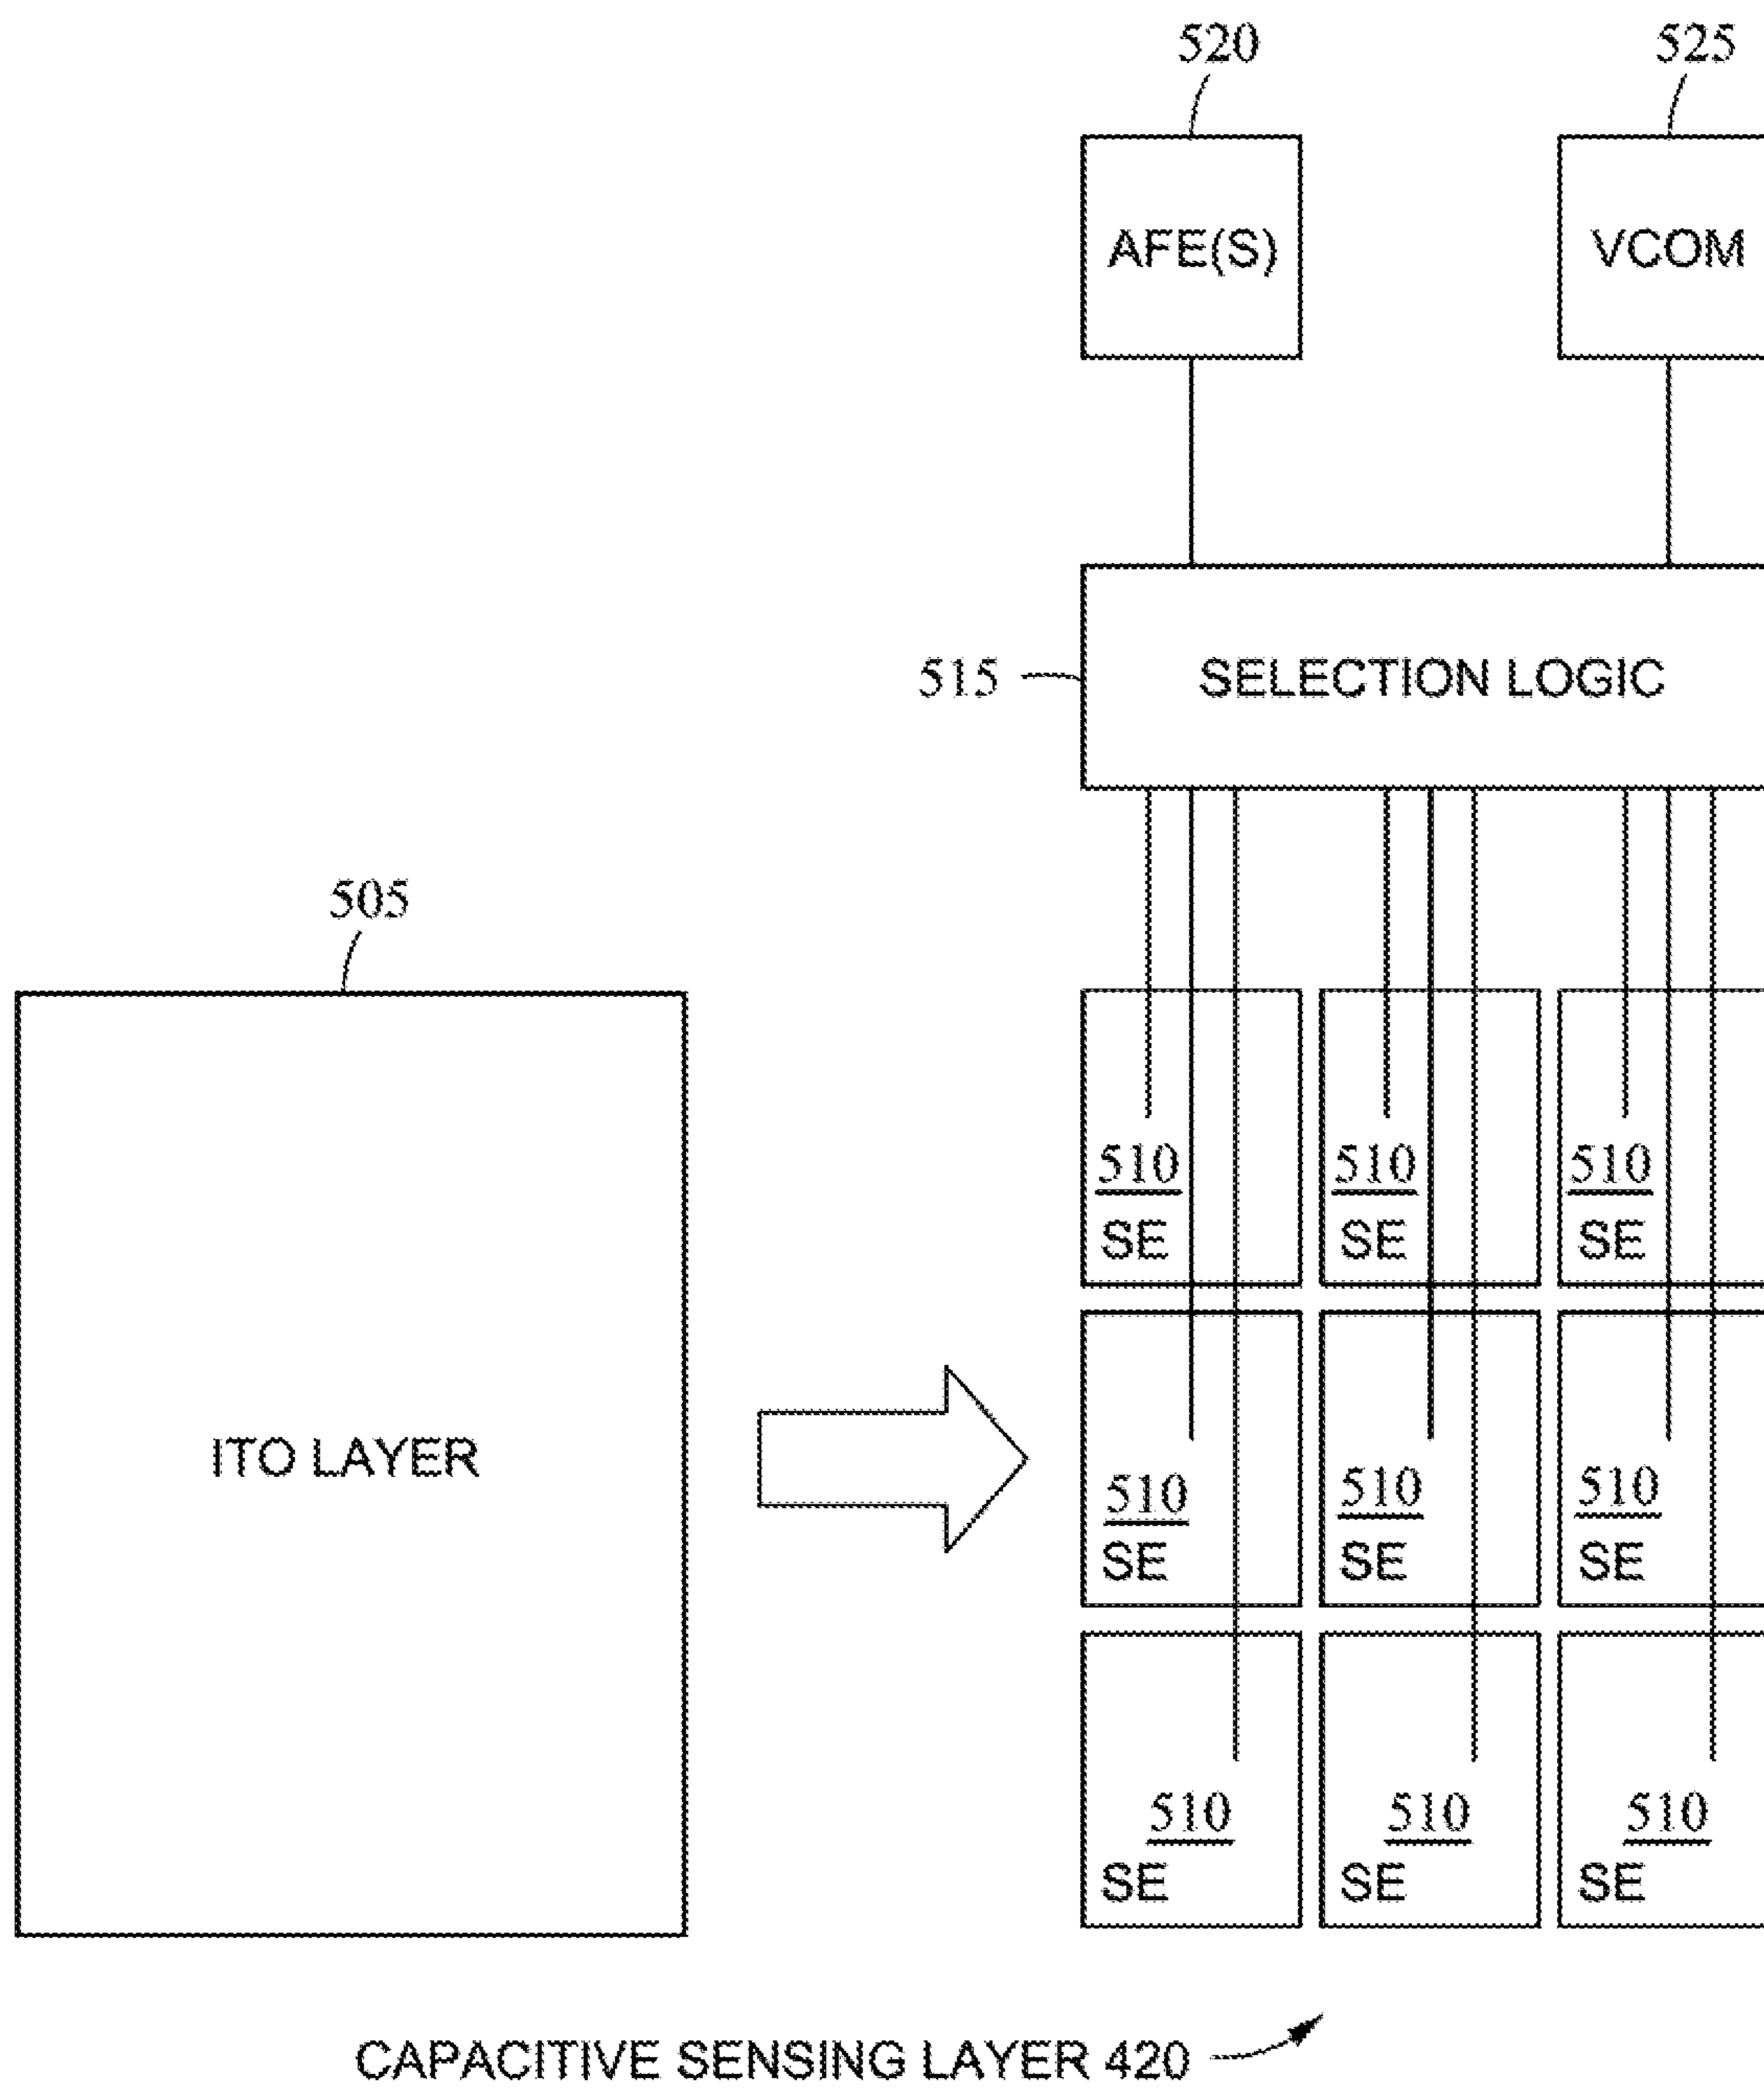 520 525
AFE(S) VCOM
515 SELECTION LOGIC
505
510 510 510
SE SE SE
ITO LAYER
510 510 510
SE SE SE
510 510 510
SE SE SE
CAPACITIVE SENSING LAYER 420